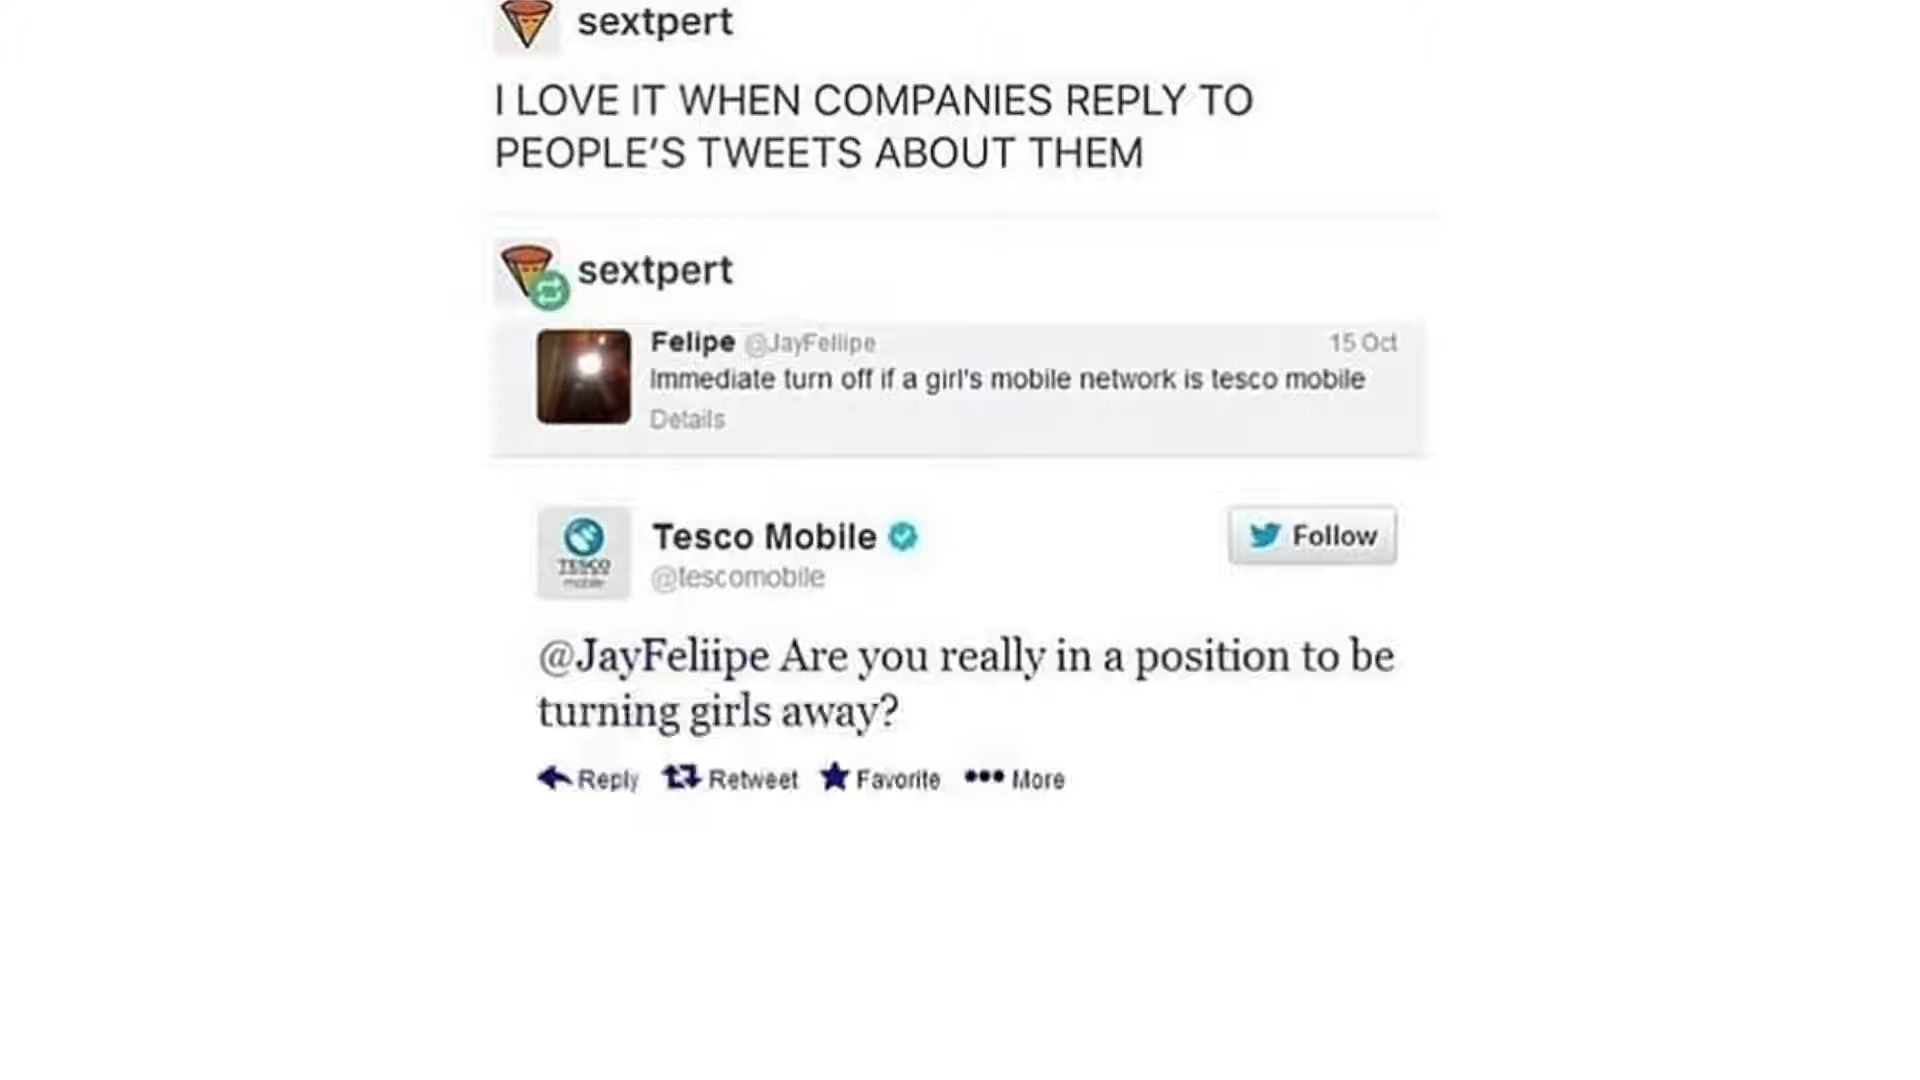 sextpert
I LOVE IT WHEN COMPANIES REPLY TO
PEOPLE'S TWEETS ABOUT THEM
sextpert
Felipe @JayFeliipe 15 Oct
Immediate turn off if a girl's mobile network is tesco mobile
Details
TESCO
mobile
Tesco Mobile
@tescomobile
Follow
@JayFeliipe Are you really in a position to be
turning girls away?
Reply Retweet Favorite More